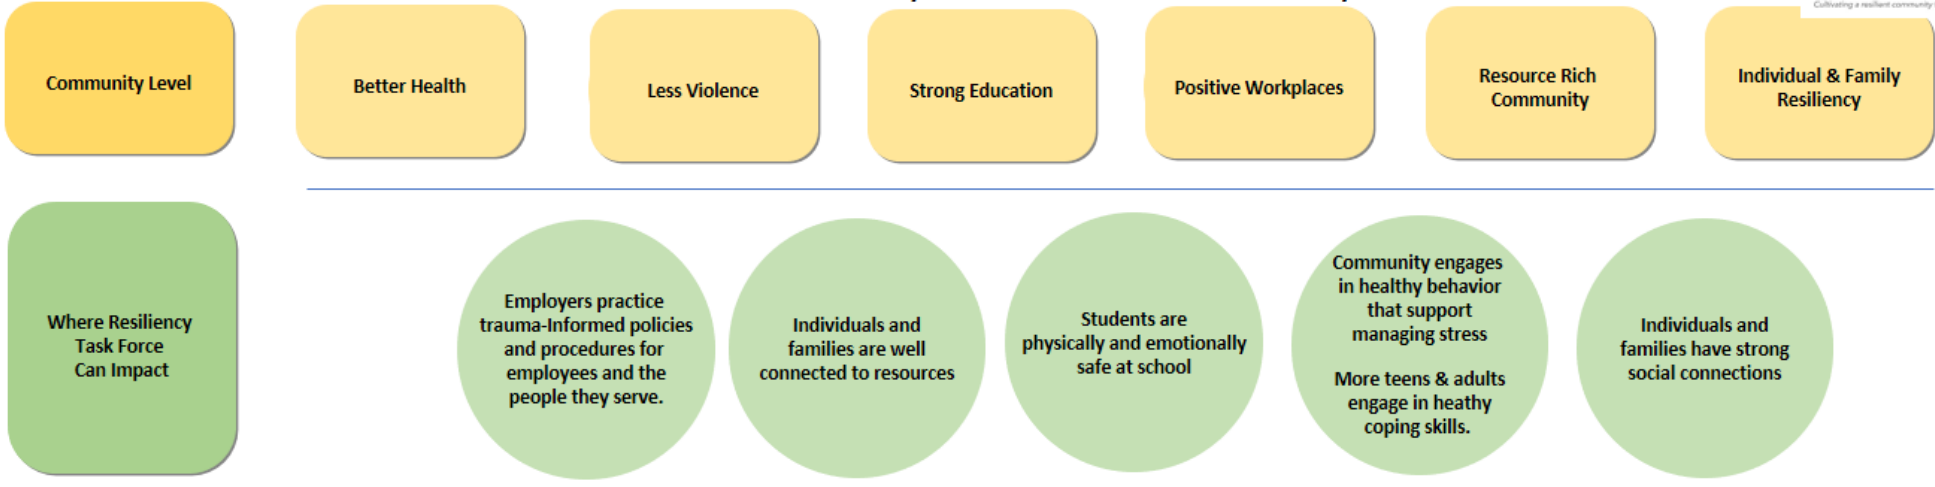 Cultivating a resilient community
Community Level
Better Health
Less Violence
Strong Education
Positive Workplaces
Resource Rich
Community
Individual & Family
Resiliency
Where Resiliency
Task Force
Can Impact
Employers practice
trauma-Informed policies
and procedures for
employees and the
people they serve.
Individuals and
families are well
connected to resources
Students are
physically and emotionally
safe at school
Community engages
in healthy behavior
that support
managing stress
More teens & adults
engage in heathy
coping skills.
Individuals and
families have strong
social connections